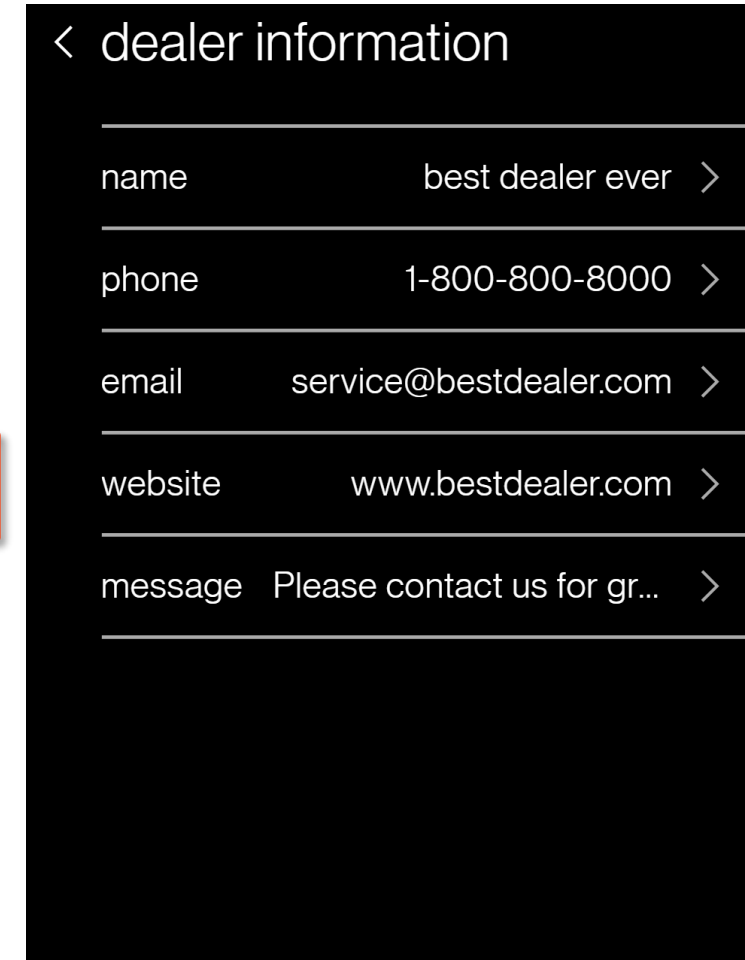 dealer information
name best dealer ever
phone 1-800-800-8000
email service@bestdealer.com
website www.bestdealer.com
message Please contact us for gr...